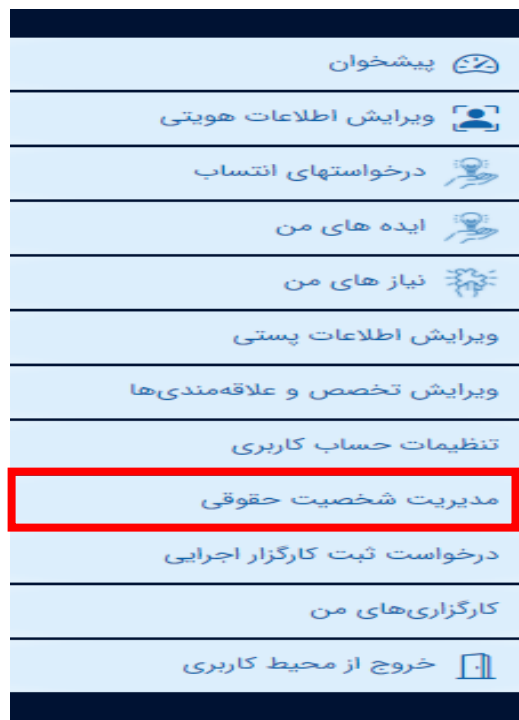 پیشخوان
ویرایش اطلاعات هویتی
درخواستهای انتساب
ایده های من
نیاز های من
ویرایش اطلاعات پستی
ویرایش تخصص و علاقه‌مندی‌ها
تنظیمات حساب کاربری
مدیریت شخصیت حقوقی
درخواست ثبت کارگزار اجرایی
کارگزاری‌های من
خروج از محیط کاربری